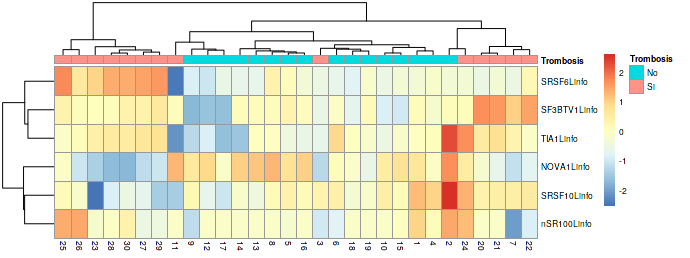 Trombosis
SRSF6Linfo
SF3BTV1Linfo
TIA1Linfo
NOVA1Linfo
SRSF10Linfo
nSR100Linfo
25 26 23 28 30 27 29 11 9 12 17 14 13 8 5 16 3 6 18 19 10 15 1 4 2 24 20 21 7 22
2
1
0
-1
-2
Trombosis
No
Si